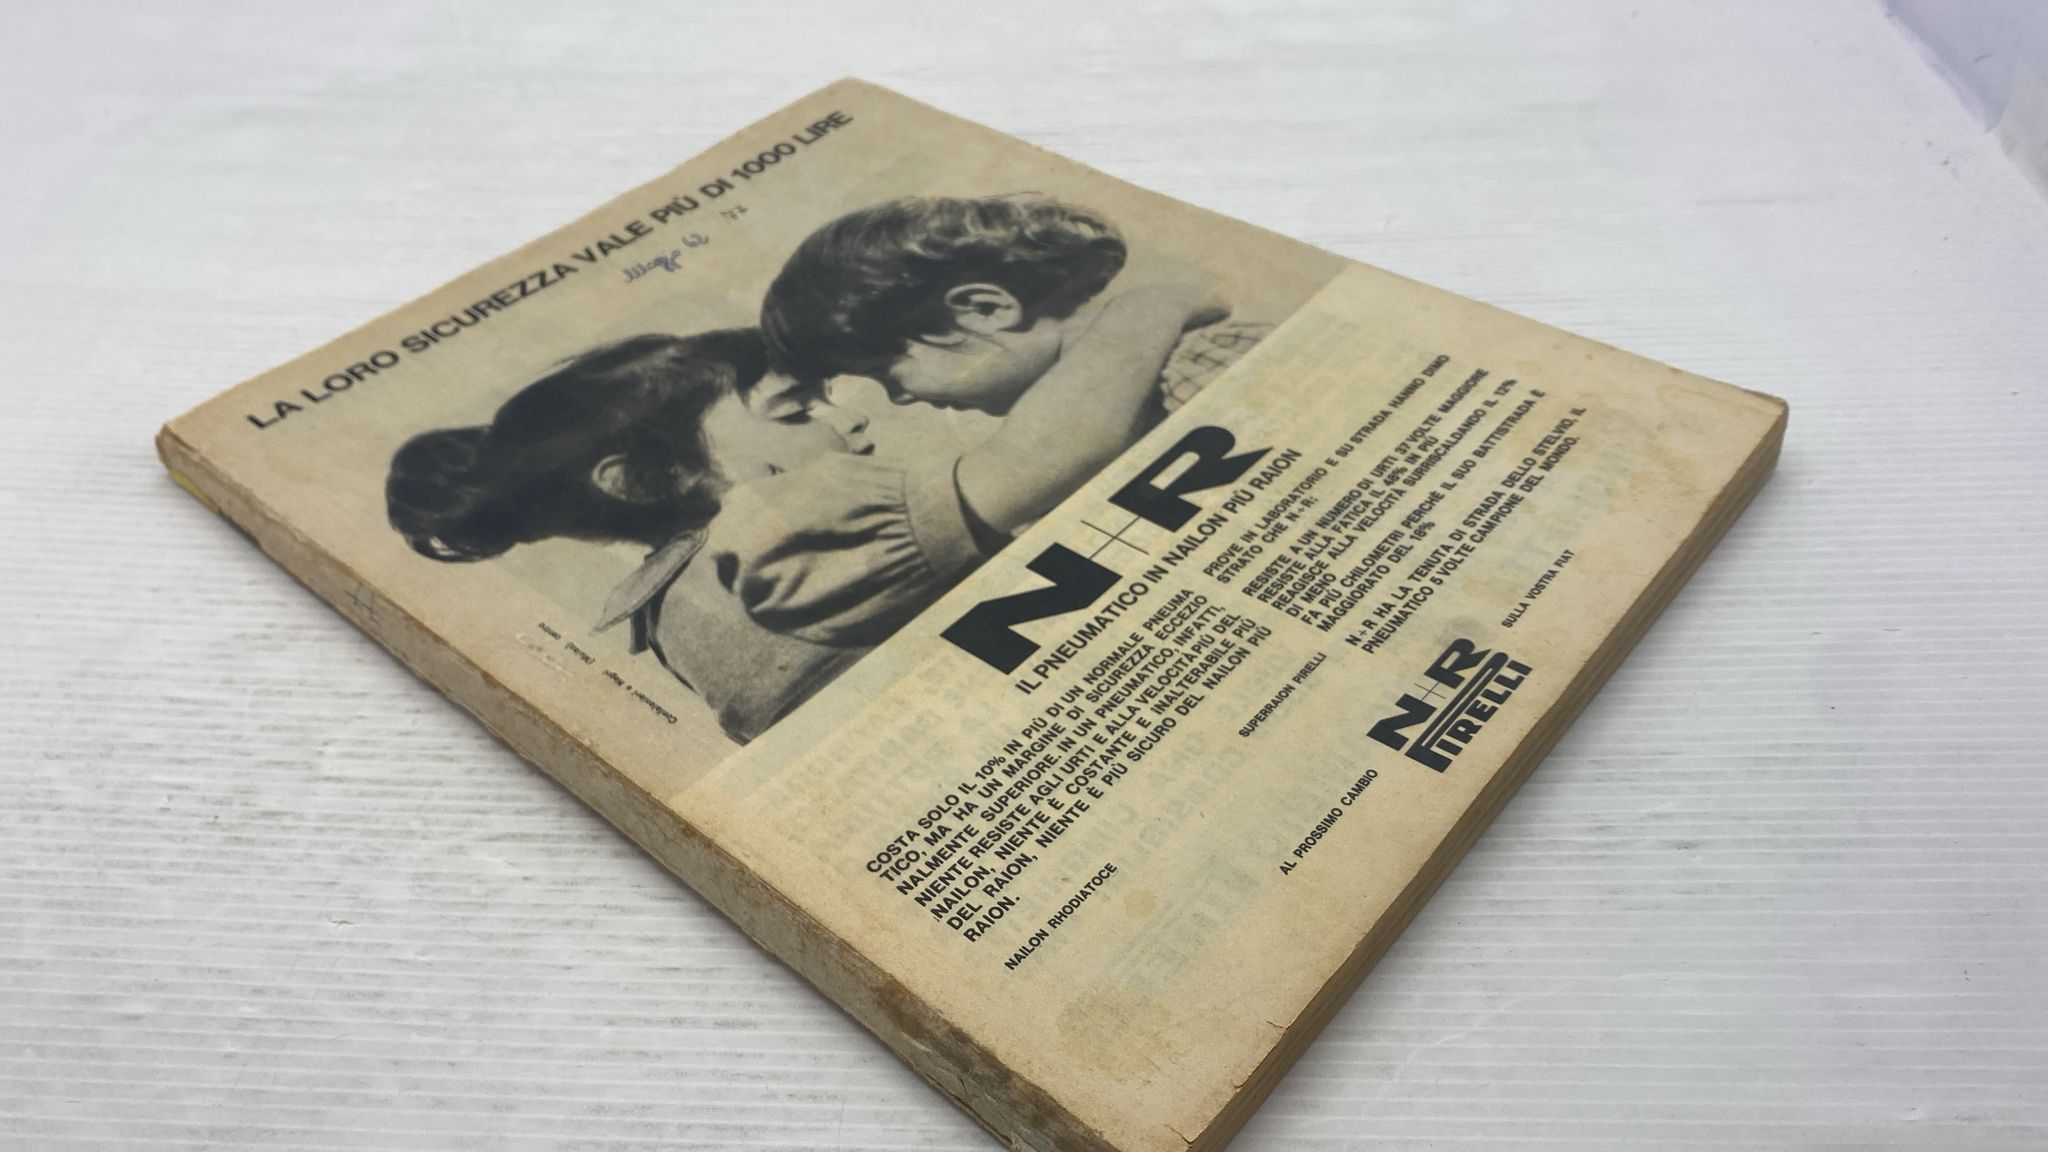 LA LORO SICUREZZA VALE PIÙ DI 1000 LIRE
Maggio 62
N+R
IL PNEUMATICO IN NAILON PIÙ RAION
COSTA SOLO IL 10% IN PIÙ DI UN NORMALE PNEUMA
TICO, MA HA UN MARGINE DI SICUREZZA ECCEZIO
NALMENTE SUPERIORE. IN UN PNEUMATICO, INFATTI,
NIENTE RESISTE AGLI URTI E ALLA VELOCITÀ PIÙ DEL
NAILON, NIENTE È COSTANTE E INALTERABILE PIÙ
DEL RAION, NIENTE È PIÙ SICURO DEL NAILON PIÙ
RAION.
NAILON RHODIATOCE
SUPERRAION PIRELLI
PROVE IN LABORATORIO E SU STRADA HANNO DIMO
STRATO CHE N+R:
RESISTE A UN NUMERO DI URTI 37 VOLTE MAGGIORE
RESISTE ALLA FATICA IL 48% IN PIÙ
REAGISCE ALLA VELOCITÀ SURRISCALDANDO IL 12%
DI MENO
FA PIÙ CHILOMETRI PERCHÈ IL SUO BATTISTRADA È
MAGGIORATO DEL 18%
N+R HA LA TENUTA DI STRADA DELLO STELVIO, IL
PNEUMATICO 5 VOLTE CAMPIONE DEL MONDO.
AL PROSSIMO CAMBIO
N+R
PIRELLI
SULLA VOSTRA FIAT